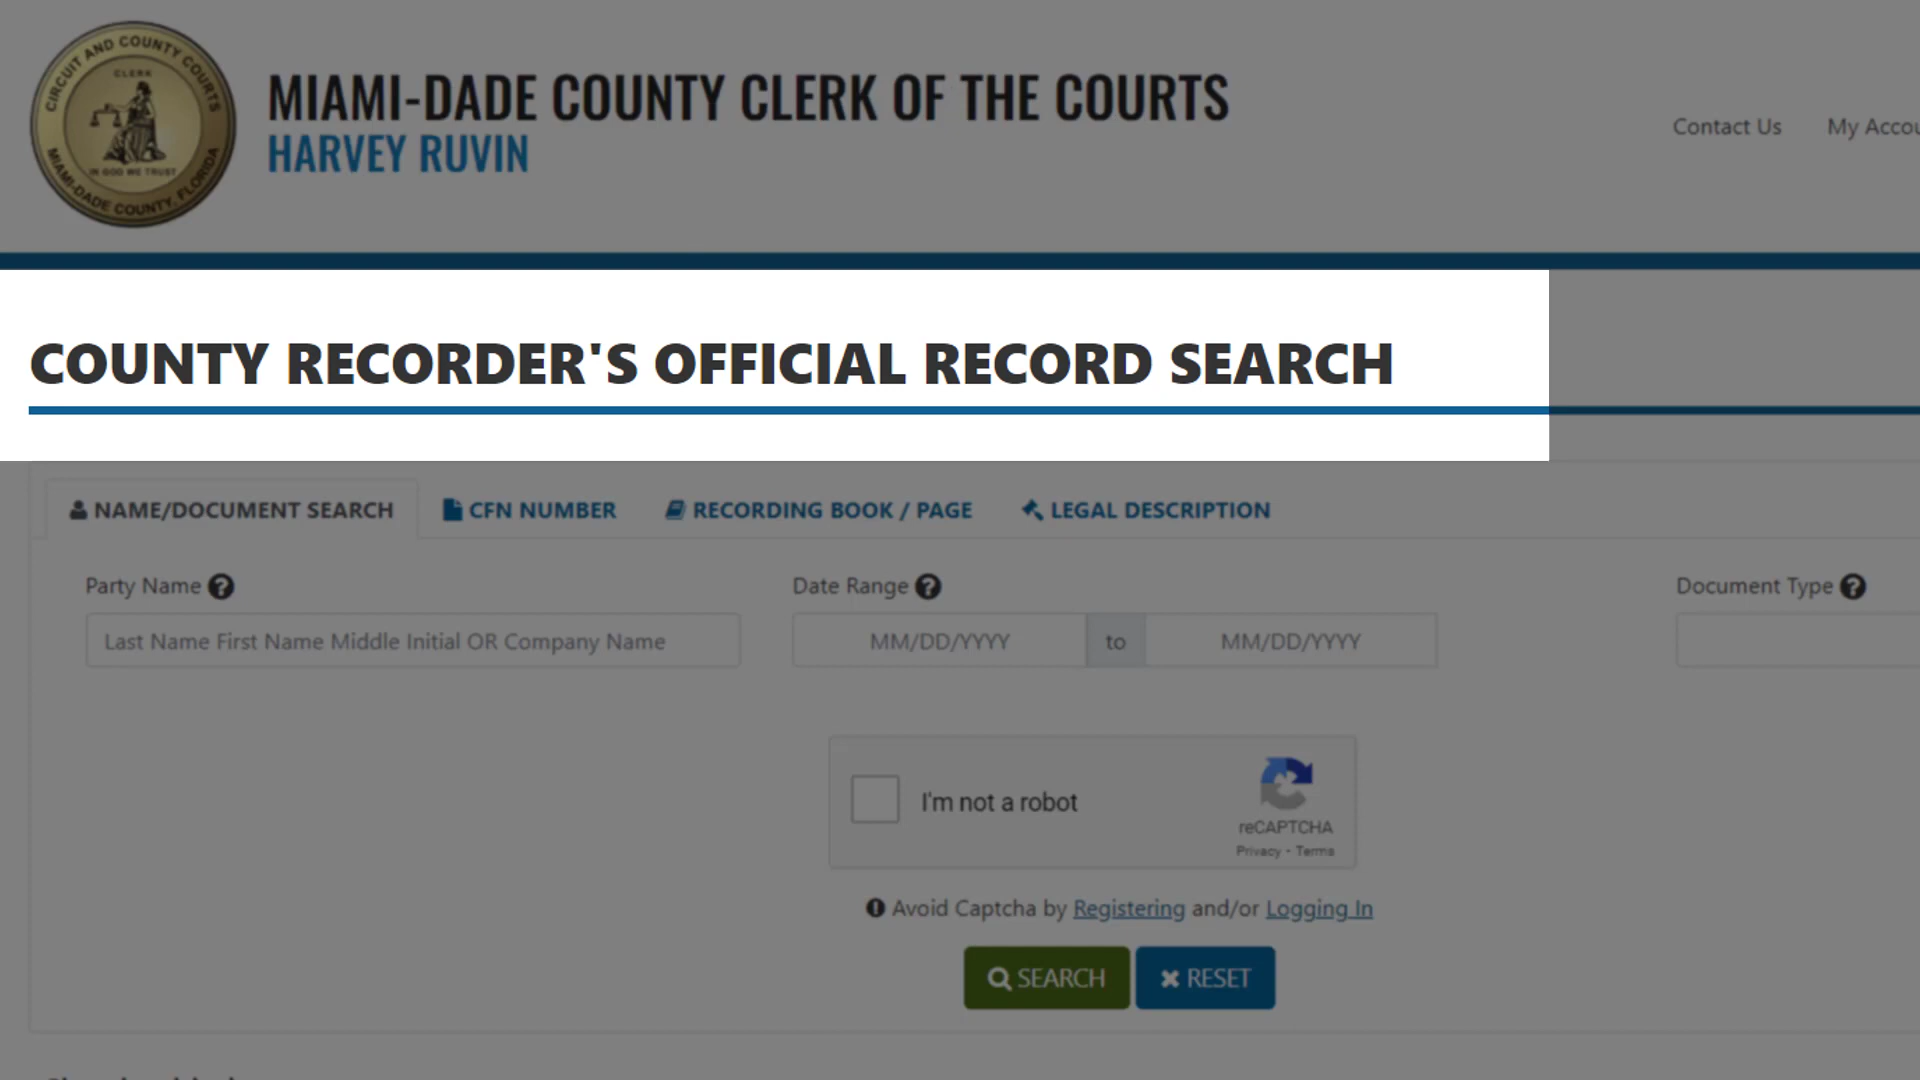 CIRCUIT AND COUNTY COURTS
CLERK
IN GOD WE TRUST
MIAMI-DADE COUNTY, FLORIDA
MIAMI-DADE COUNTY CLERK OF THE COURTS
HARVEY RUVIN
Contact Us My Accou
COUNTY RECORDER'S OFFICIAL RECORD SEARCH
NAME/DOCUMENT SEARCH CFN NUMBER RECORDING BOOK / PAGE LEGAL DESCRIPTION
Party Name ? Date Range ? Document Type ?
Last Name First Name Middle Initial OR Company Name MM/DD/YYYY to MM/DD/YYYY
I'm not a robot
reCAPTCHA
Privacy - Terms
Avoid Captcha by Registering and/or Logging In
SEARCH RESET